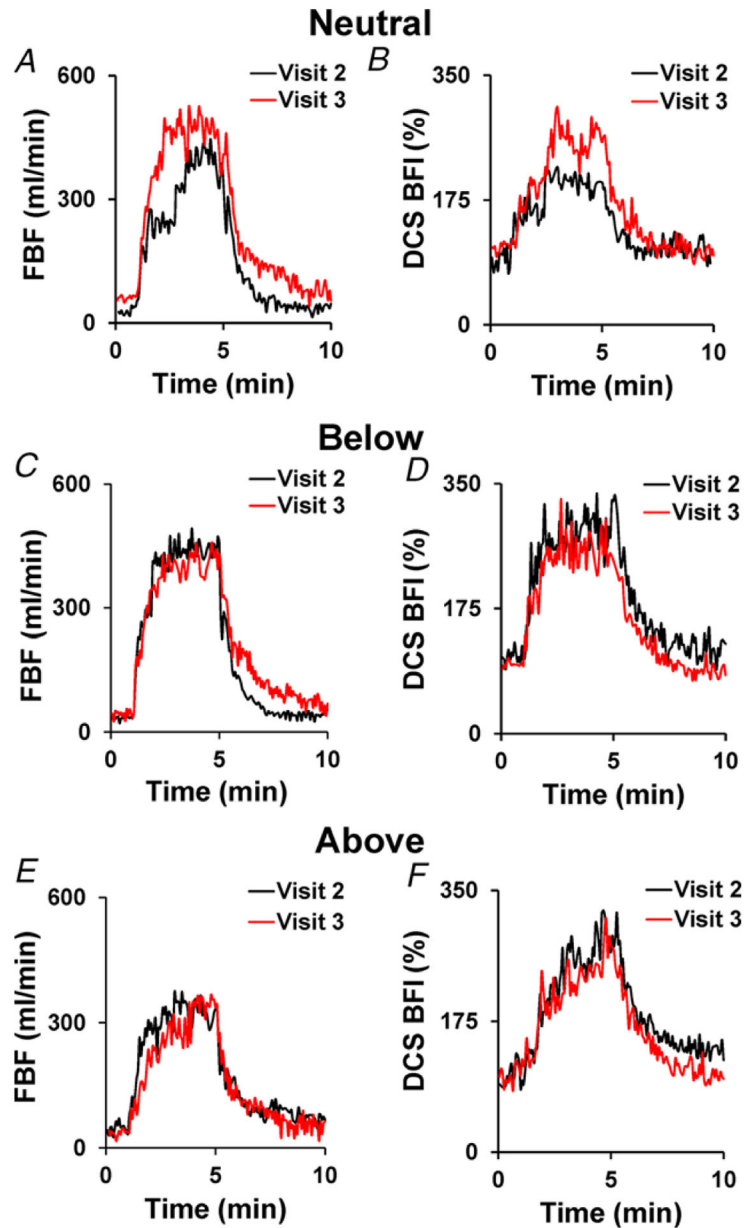 Neutral
A
B
600
300
0
FBF (ml/min)
Visit 2
Visit 3
0 5 10
Time (min)
350
175
0
DCS BFI (%)
Visit 2
Visit 3
0 5 10
Time (min)
Below
C
D
600
300
0
FBF (ml/min)
Visit 2
Visit 3
0 5 10
Time (min)
350
175
0
DCS BFI (%)
Visit 2
Visit 3
0 5 10
Time (min)
Above
E
F
600
300
0
FBF (ml/min)
Visit 2
Visit 3
0 5 10
Time (min)
350
175
0
DCS BFI (%)
Visit 2
Visit 3
0 5 10
Time (min)